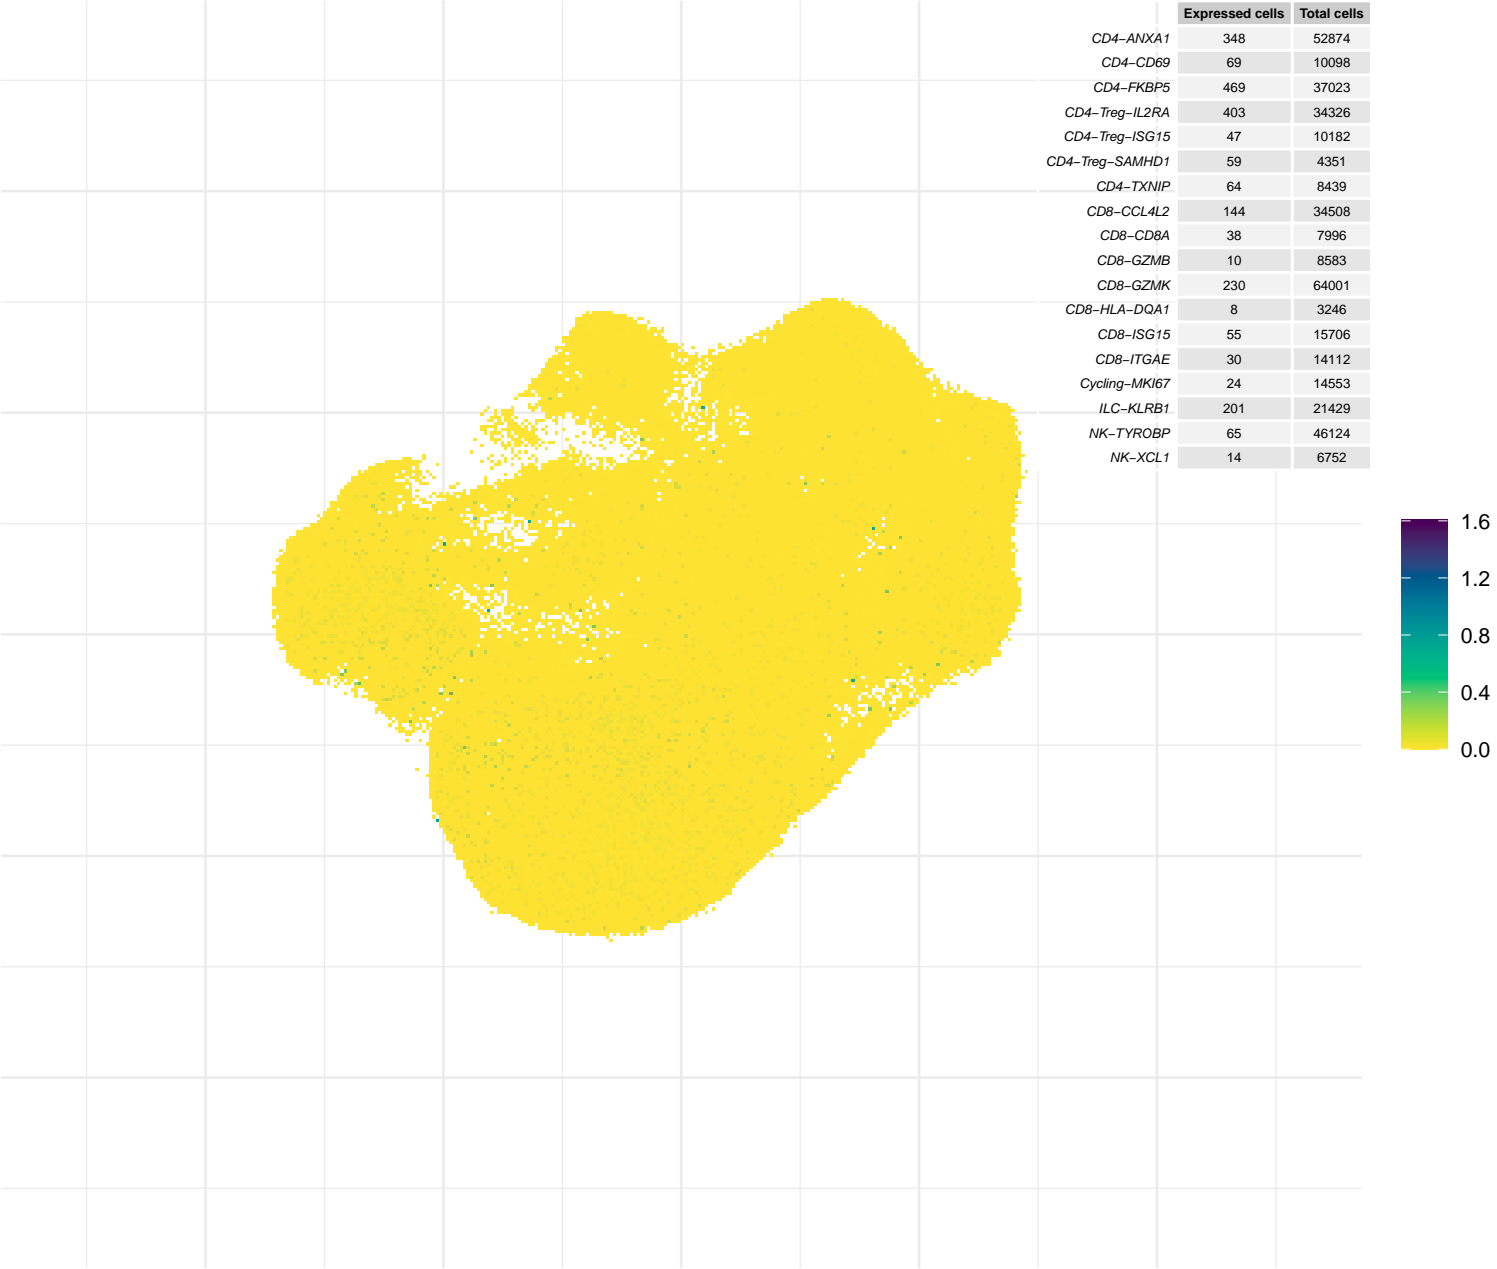 Expressed cells Total cells
CD4−ANXA1 348 52874
CD4−CD69 69 10098
CD4−FKBP5 469 37023
CD4−Treg−IL2RA 403 34326
CD4−Treg−ISG15 47 10182
CD4−Treg−SAMHD1 59 4351
CD4−TXNIP 64 8439
CD8−CCL4L2 144 34508
CD8−CD8A 38 7996
CD8−GZMB 10 8583
CD8−GZMK 230 64001
CD8−HLA−DQA1 8 3246
CD8−ISG15 55 15706
CD8−ITGAE 30 14112
Cycling−MKI67 24 14553
ILC−KLRB1 201 21429
NK−TYROBP 65 46124
NK−XCL1 14 6752
1.6
1.2
0.8
0.4
0.0